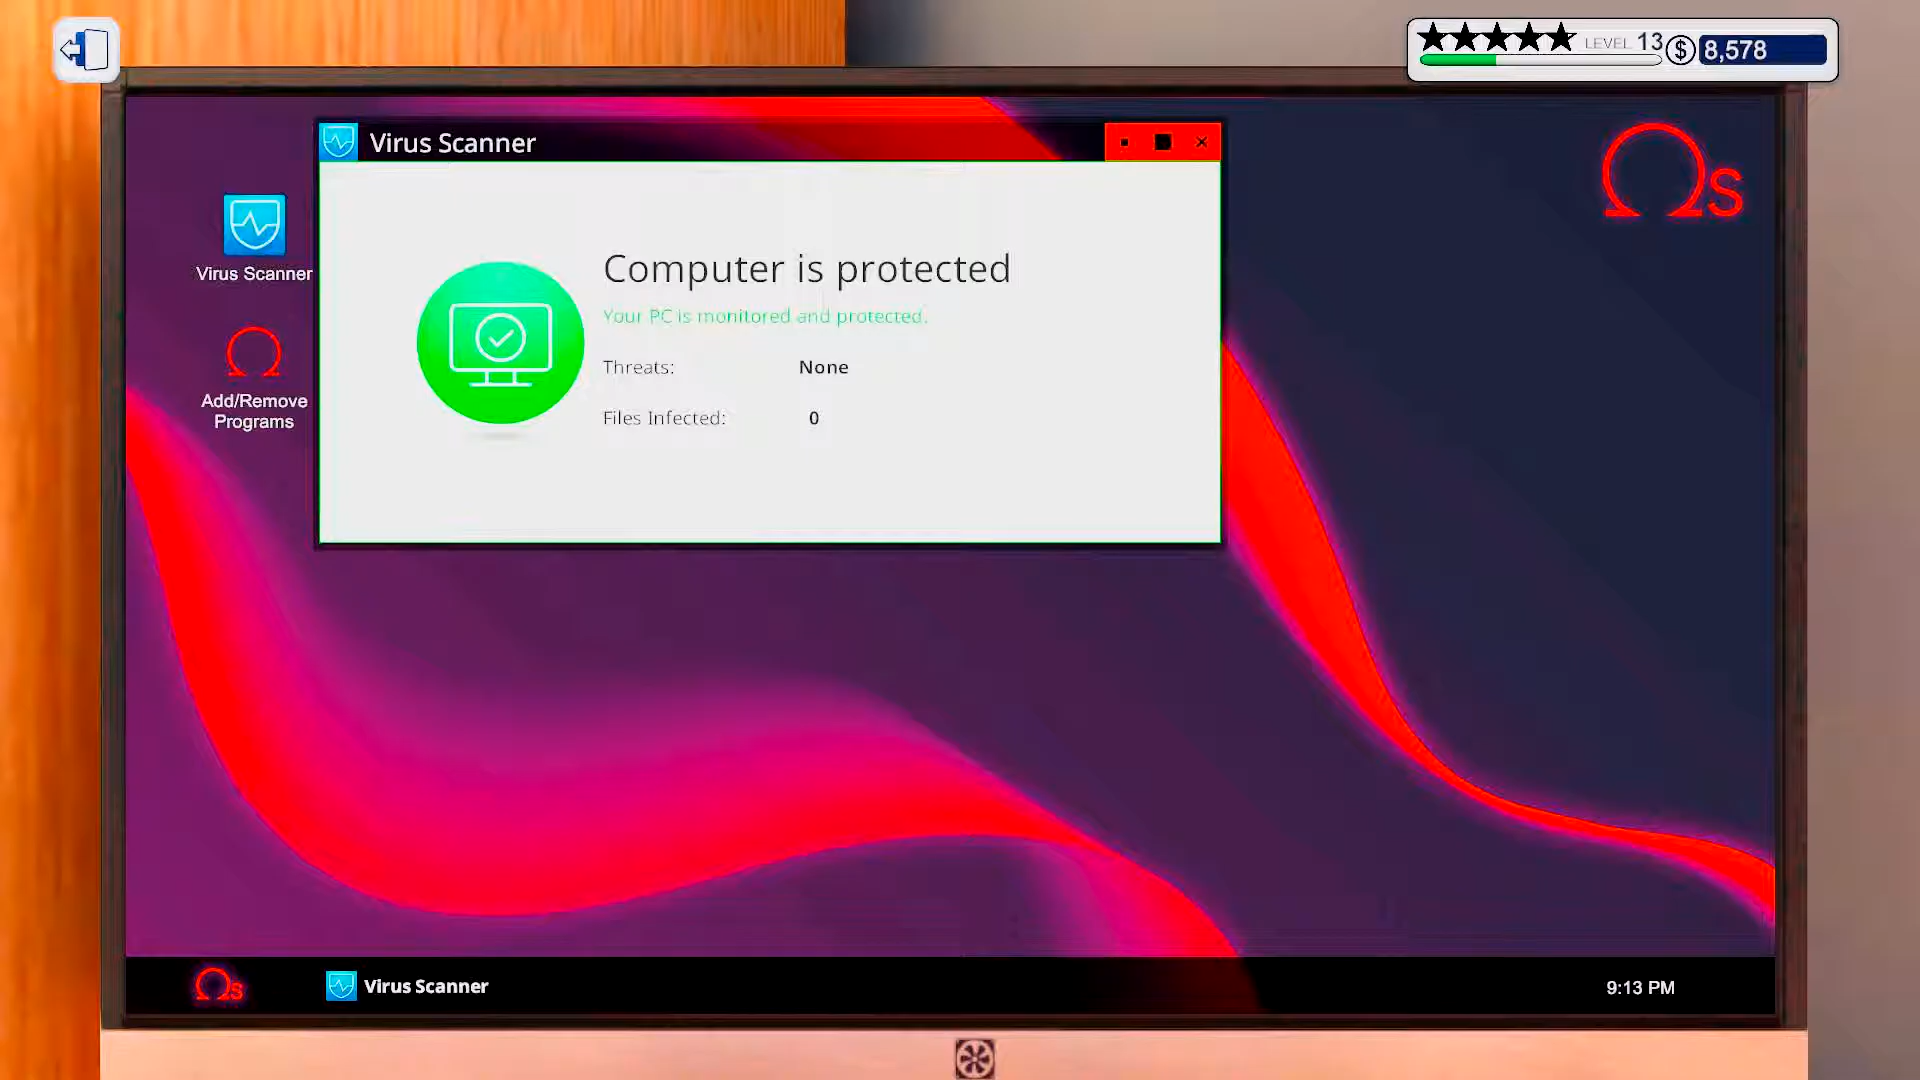 LEVEL 13
$ 8,578
Virus Scanner
Ωs
Virus Scanner
Computer is protected
Your PC is monitored and protected.
Threats: None
Files Infected: 0
Add/Remove
Programs
Ωs
Virus Scanner
9:13 PM